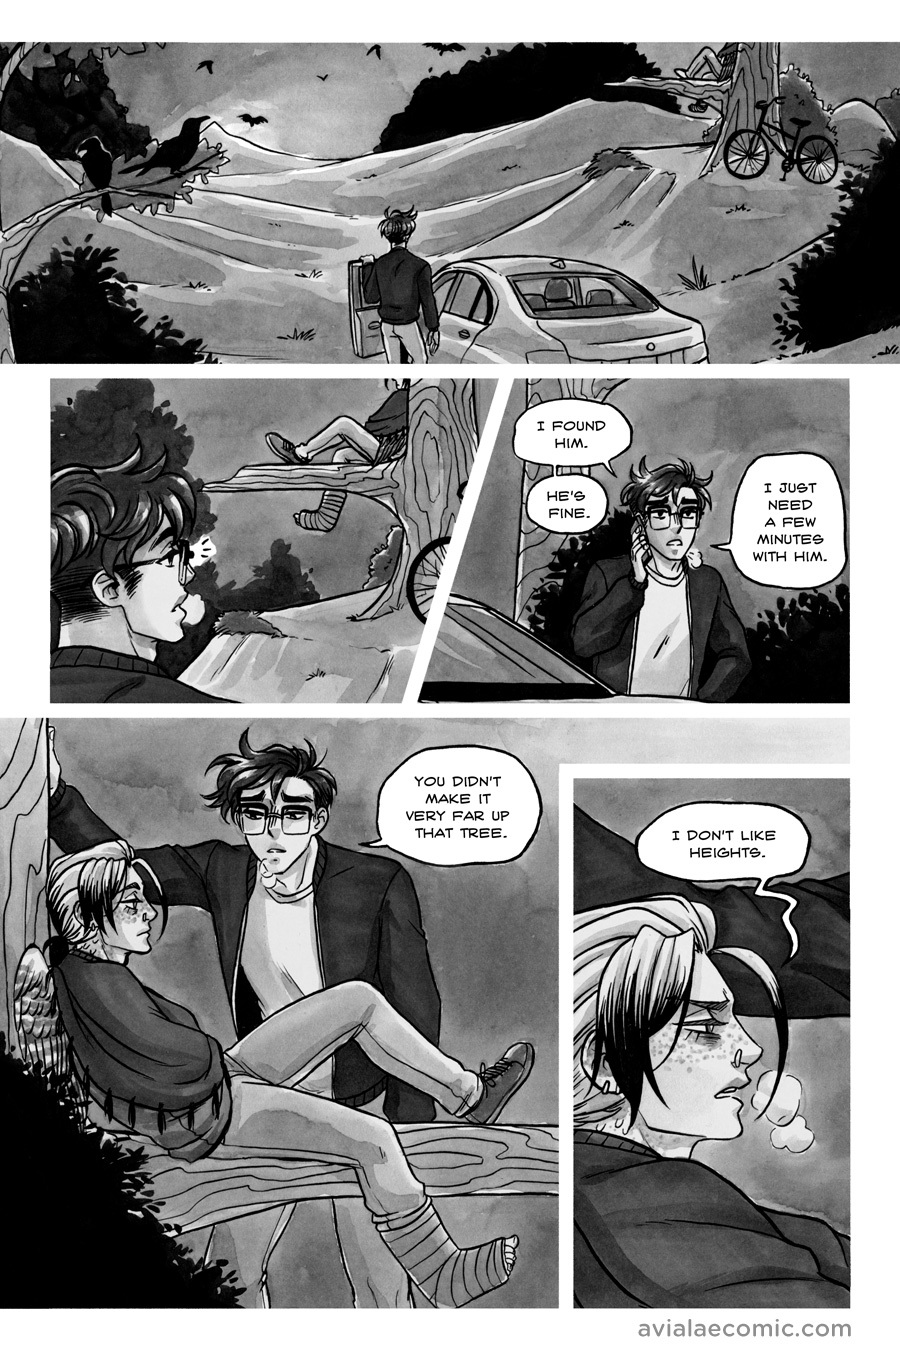 I FOUND
HIM.
HE'S
FINE.
I JUST
NEED
A FEW
MINUTES
WITH HIM.
YOU DIDN'T
MAKE IT
VERY FAR UP
THAT TREE.
I DON'T LIKE
HEIGHTS.
avialaecomic.com